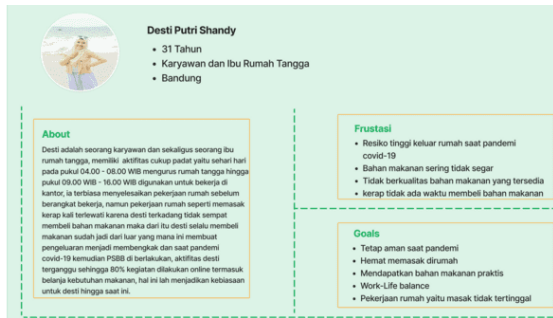 Desti Putri Shandy
• 31 Tahun
• Karyawan dan Ibu Rumah Tangga
• Bandung
About
Desti adalah seorang karyawan dan sekaligus seorang ibu
rumah tangga, memiliki aktifitas cukup padat yaitu sehari hari
pada pukul 04.00 - 08.00 WIB mengurus rumah tangga hingga
pukul 09.00 WIB - 16.00 WIB digunakan untuk bekerja di
kantor, ia terbiasa menyelesaikan pekerjaan rumah sebelum
berangkat bekerja, namun pekerjaan rumah seperti memasak
kerap kali terlewati karena desti terkadang tidak sempat
membeli bahan makanan maka dari itu desti selalu membeli
makanan sudah jadi dari luar yang mana ini membuat
pengeluaran menjadi membengkak dan saat pandemi
covid-19 kemudian PSBB di berlakukan, aktifitas desti
terganggu sehingga 80% kegiatan dilakukan online termasuk
belanja kebutuhan makanan, hal ini lah menjadikan kebiasaan
untuk desti hingga saat ini.
Frustasi
• Resiko tinggi keluar rumah saat pandemi
covid-19
• Bahan makanan sering tidak segar
• Tidak berkualitas bahan makanan yang tersedia
• kerap tidak ada waktu membeli bahan makanan
Goals
• Tetap aman saat pandemi
• Hemat memasak dirumah
• Mendapatkan bahan makanan praktis
• Work-Life balance
• Pekerjaan rumah yaitu masak tidak tertinggal